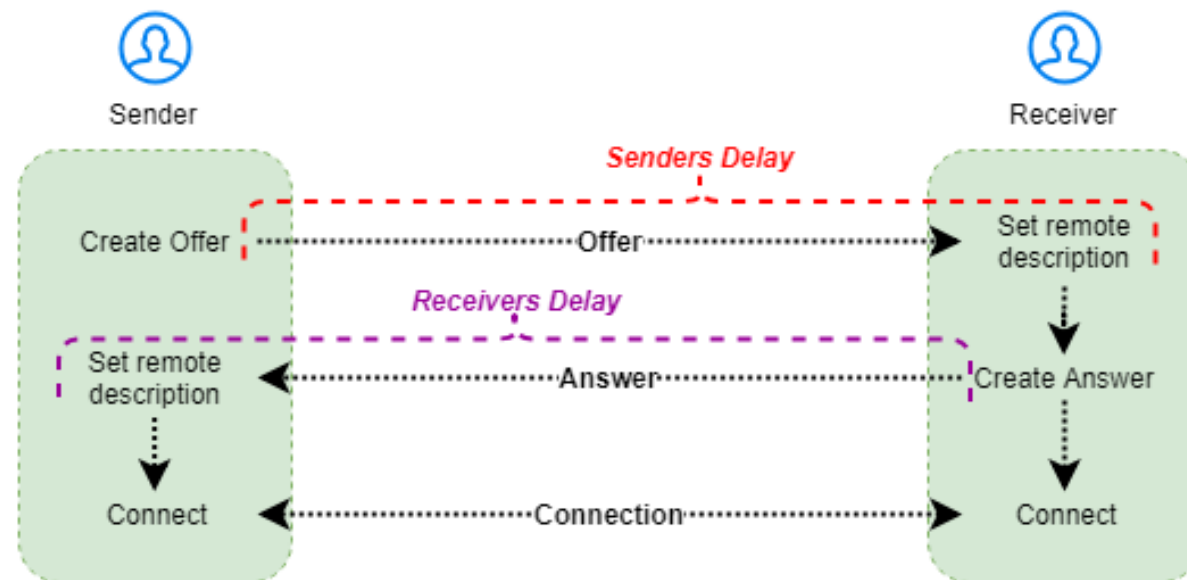 Sender
Receiver
Senders Delay
Create Offer
Offer
Set remote
description
Receivers Delay
Set remote
description
Answer
Create Answer
Connect
Connection
Connect